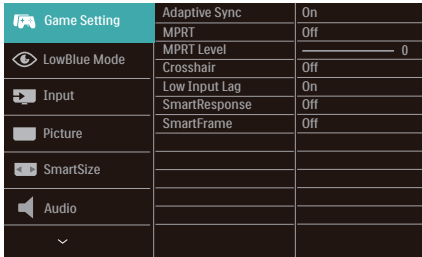 Game Setting
LowBlue Mode
Input
Picture
SmartSize
Audio
Adaptive Sync On
MPRT Off
MPRT Level 0
Crosshair Off
Low Input Lag On
SmartResponse Off
SmartFrame Off